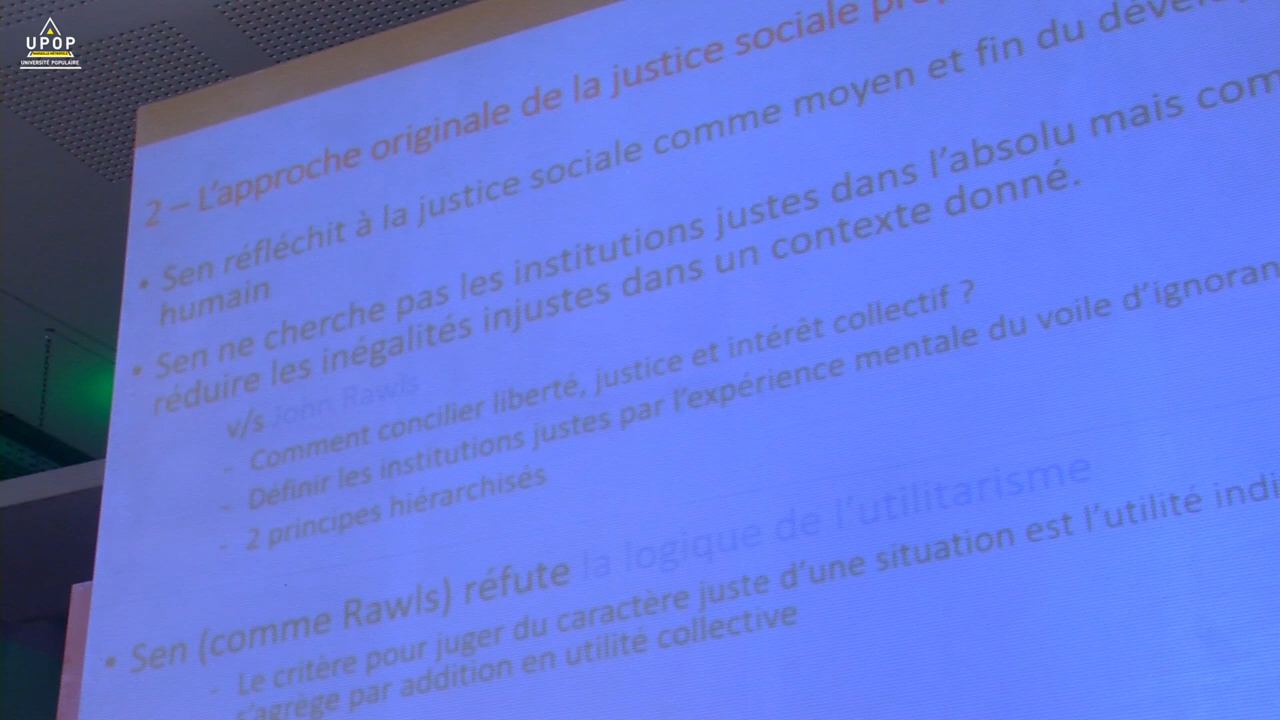 UPOP
UNIVERSITÉ POPULAIRE
2 – L'approche originale de la justice sociale
• Sen réfléchit à la justice sociale comme moyen et fin du
humain
• Sen ne cherche pas les institutions justes dans l'absolu mais
réduire les inégalités injustes dans un contexte donné.
v/s John Rawls
- Comment concilier liberté, justice et intérêt collectif ?
- Définir les institutions justes par l'expérience mentale du voile
- 2 principes hiérarchisés
• Sen (comme Rawls) réfute la logique de l'utilitarisme
- Le critère pour juger du caractère juste d'une situation est l'utilité
s'agrège par addition en utilité collective